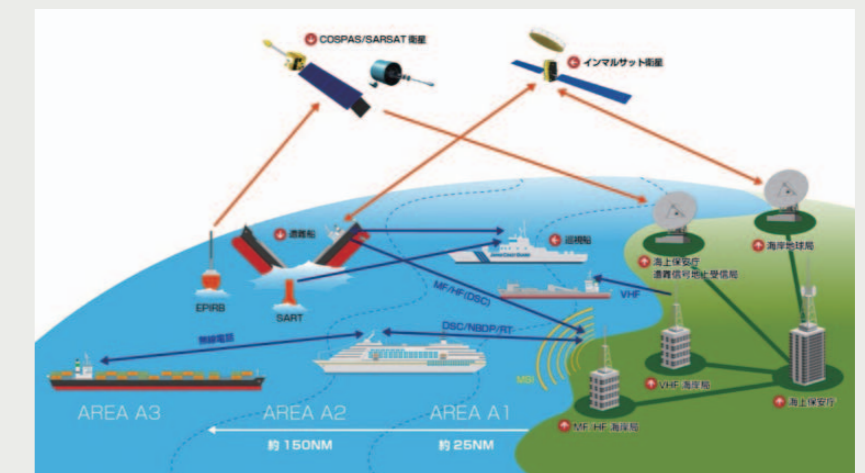 COSPAS/SARSAT 衛星
インマルサット衛星
遭難船
巡視船
海岸地球局
海上保安庁
遭難信号地上受信局
EPIRB
SART
MF/HF(DSC)
VHF
無線電話
DSC/NBDP/RT
MSI
VHF 海岸局
海上保安庁
MF/HF 海岸局
AREA A3
AREA A2
AREA A1
約 150NM
約 25NM